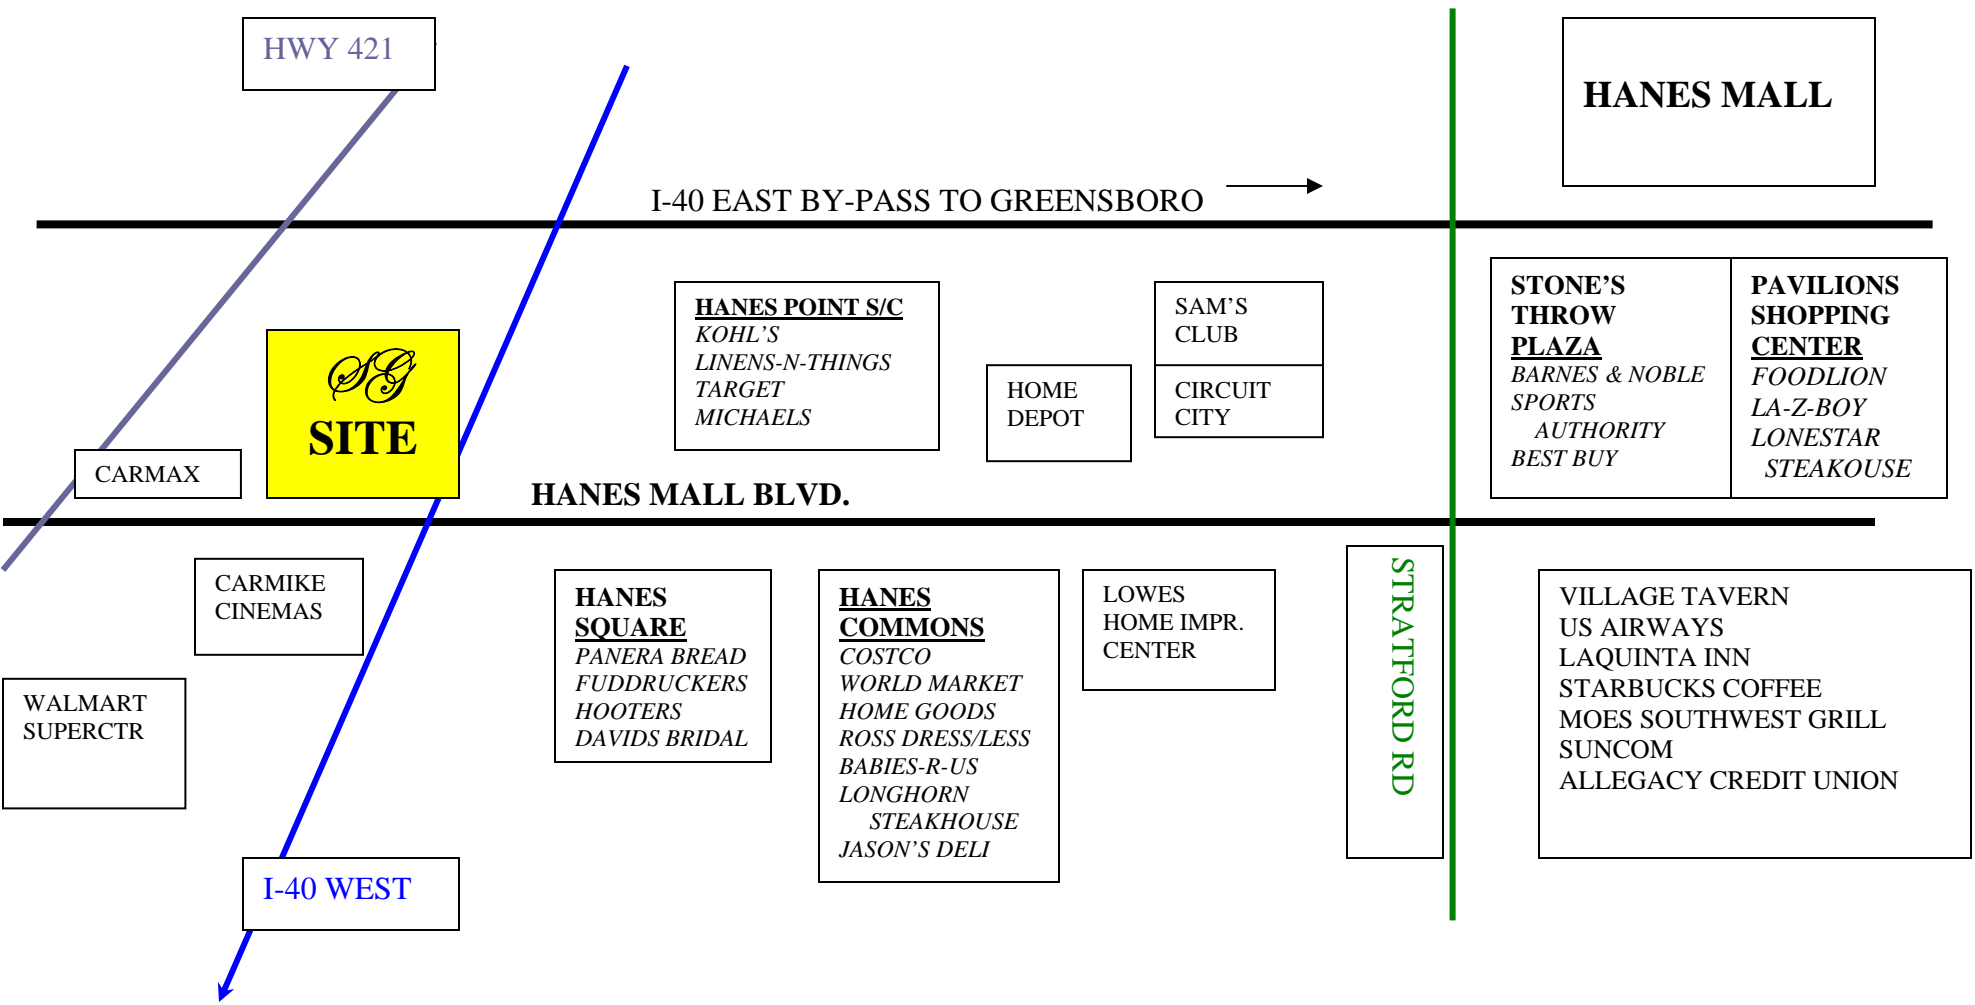 HWY 421
HANES MALL
I-40 EAST BY-PASS TO GREENSBORO
HANES POINT S/C
KOHL'S
LINENS-N-THINGS
TARGET
MICHAELS
HOME
DEPOT
SAM'S
CLUB
CIRCUIT
CITY
STONE'S
THROW
PLAZA
BARNES & NOBLE
SPORTS
AUTHORITY
BEST BUY
PAVILIONS
SHOPPING
CENTER
FOODLION
LA-Z-BOY
LONESTAR
STEAKOUSE
SG
SITE
CARMAX
HANES MALL BLVD.
CARMIKE
CINEMAS
WALMART
SUPERCTR
HANES
SQUARE
PANERA BREAD
FUDDRUCKERS
HOOTERS
DAVIDS BRIDAL
HANES
COMMONS
COSTCO
WORLD MARKET
HOME GOODS
ROSS DRESS/LESS
BABIES-R-US
LONGHORN
STEAKHOUSE
JASON'S DELI
LOWES
HOME IMPR.
CENTER
STRATFORD RD
VILLAGE TAVERN
US AIRWAYS
LAQUINTA INN
STARBUCKS COFFEE
MOES SOUTHWEST GRILL
SUNCOM
ALLEGACY CREDIT UNION
I-40 WEST